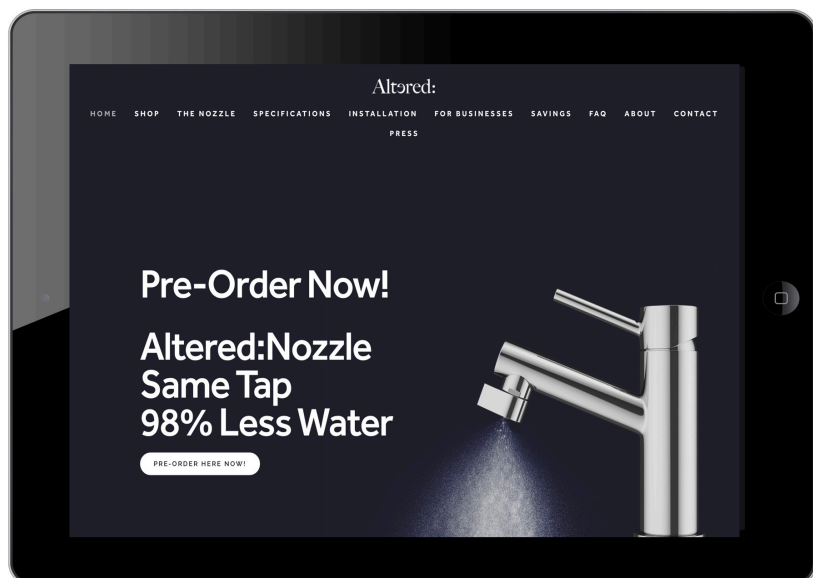 Altered:
HOME SHOP THE NOZZLE SPECIFICATIONS INSTALLATION FOR BUSINESSES SAVINGS FAQ ABOUT CONTACT
PRESS
Pre-Order Now!
Altered:Nozzle
Same Tap
98% Less Water
PRE-ORDER HERE NOW!